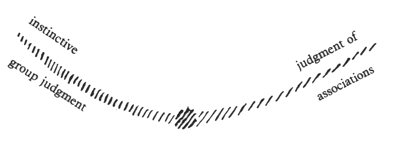 instinctive
group judgment
judgment of
associations